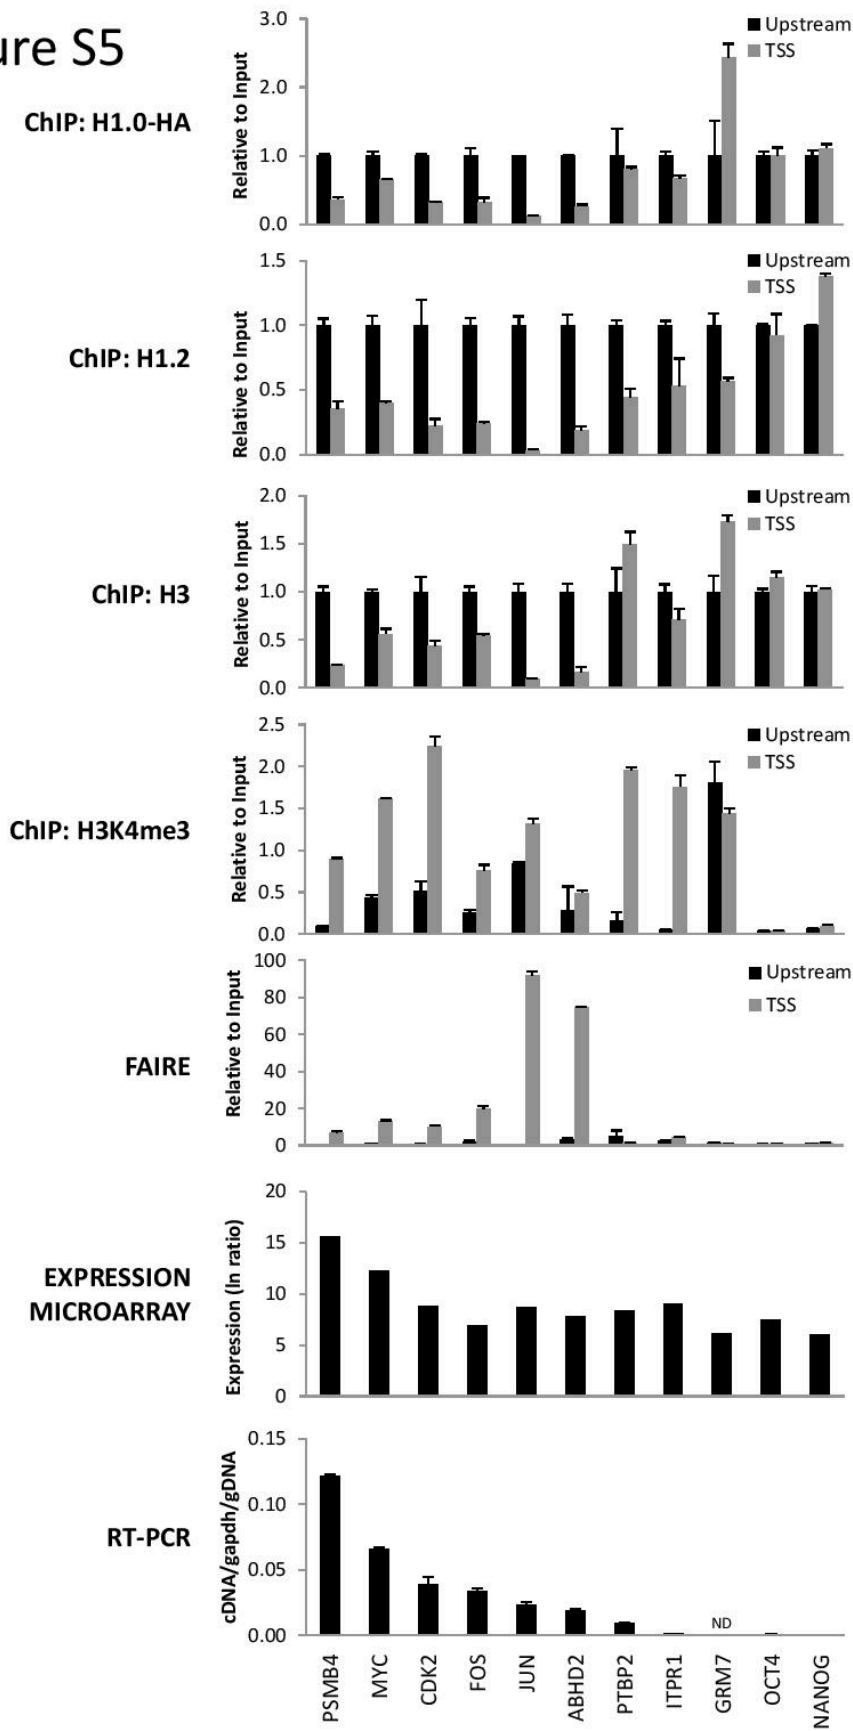 ure S5
ChIP: H1.0-HA
Relative to Input
3.0
2.0
1.0
0.0
Upstream
TSS
ChIP: H1.2
Relative to Input
1.5
1.0
0.5
0.0
Upstream
TSS
ChIP: H3
Relative to Input
2.0
1.5
1.0
0.5
0.0
Upstream
TSS
ChIP: H3K4me3
Relative to Input
2.5
2.0
1.5
1.0
0.5
0.0
Upstream
TSS
FAIRE
Relative to Input
100
80
60
40
20
0
Upstream
TSS
EXPRESSION
MICROARRAY
Expression (ln ratio)
20
15
10
5
0
RT-PCR
cDNA/gapdh/gDNA
0.15
0.10
0.05
0.00
ND
PSMB4
MYC
CDK2
FOS
JUN
ABHD2
PTBP2
ITPR1
GRM7
OCT4
NANOG